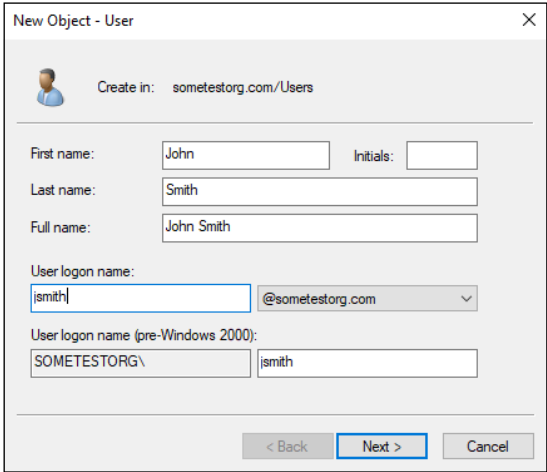 New Object - User
Create in: sometestorg.com/Users
First name: John Initials:
Last name: Smith
Full name: John Smith
User logon name:
jsmith @sometestorg.com
User logon name (pre-Windows 2000):
SOMETESTORG\ jsmith
< Back Next > Cancel